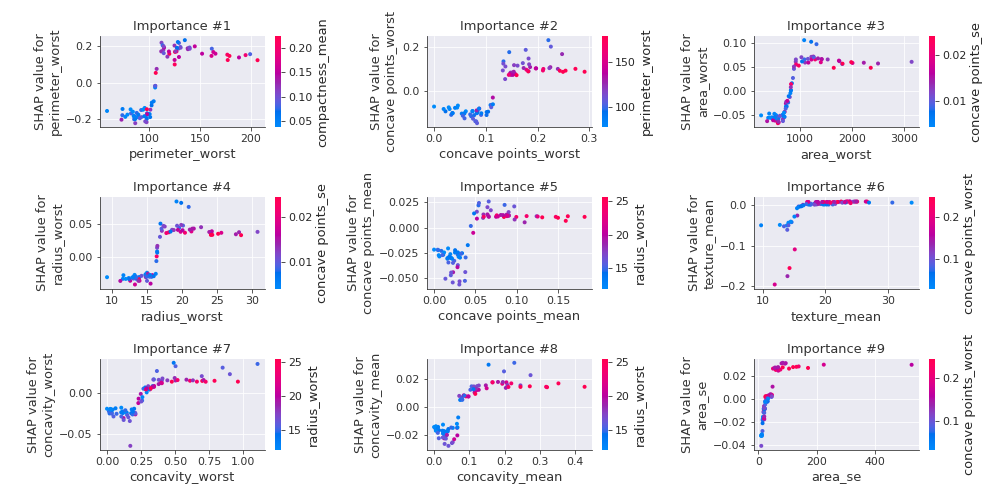 Importance #1
SHAP value for
perimeter_worst
0.2
0.0
−0.2
100
150
200
perimeter_worst
0.20
0.15
0.10
0.05
compactness_mean
Importance #2
SHAP value for
concave points_worst
0.2
0.0
0.0
0.1
0.2
0.3
concave points_worst
150
100
perimeter_worst
Importance #3
SHAP value for
area_worst
0.10
0.05
0.00
−0.05
1000
2000
3000
area_worst
0.02
0.01
concave points_se
Importance #4
SHAP value for
radius_worst
0.05
0.00
10
15
20
25
30
radius_worst
0.02
0.01
concave points_se
Importance #5
SHAP value for
concave points_mean
0.025
0.000
−0.025
−0.050
0.00
0.05
0.10
0.15
concave points_mean
25
20
15
radius_worst
Importance #6
SHAP value for
texture_mean
0.0
−0.1
−0.2
10
20
30
texture_mean
0.2
0.1
concave points_worst
Importance #7
SHAP value for
concavity_worst
0.00
−0.05
0.00
0.25
0.50
0.75
1.00
concavity_worst
25
20
15
radius_worst
Importance #8
SHAP value for
concavity_mean
0.02
0.00
−0.02
0.0
0.1
0.2
0.3
0.4
concavity_mean
25
20
15
radius_worst
Importance #9
SHAP value for
area_se
0.02
0.00
−0.02
−0.04
0
200
400
area_se
0.2
0.1
concave points_worst